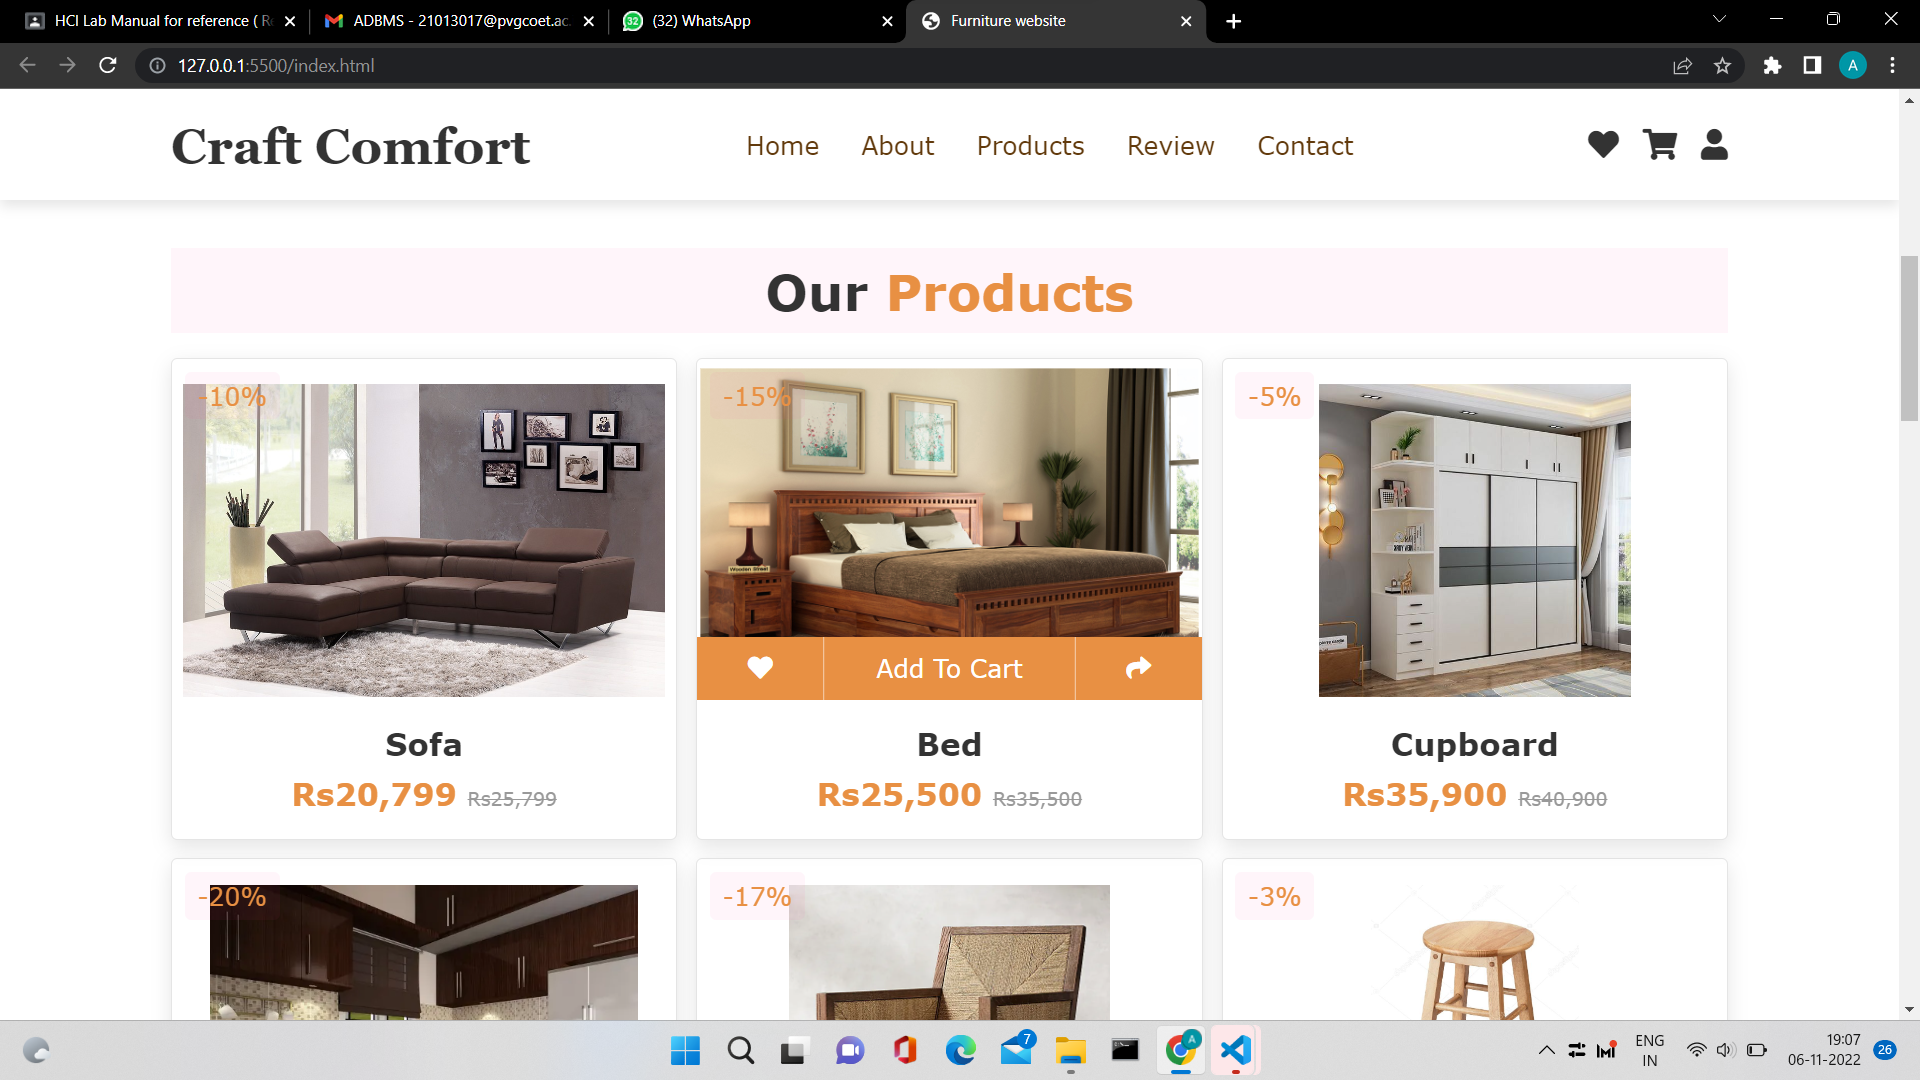 HCI Lab Manual for reference ( Re
ADBMS - 21013017@pvgcoet.ac.
(32) WhatsApp
Furniture website
127.0.0.1:5500/index.html
A
Craft Comfort
Home
About
Products
Review
Contact
Our Products
-10%
-15%
-5%
Add To Cart
Sofa
Bed
Cupboard
Rs20,799 Rs25,799
Rs25,500 Rs35,500
Rs35,900 Rs40,900
-20%
-17%
-3%
7
A
ENG
IN
19:07
06-11-2022
26